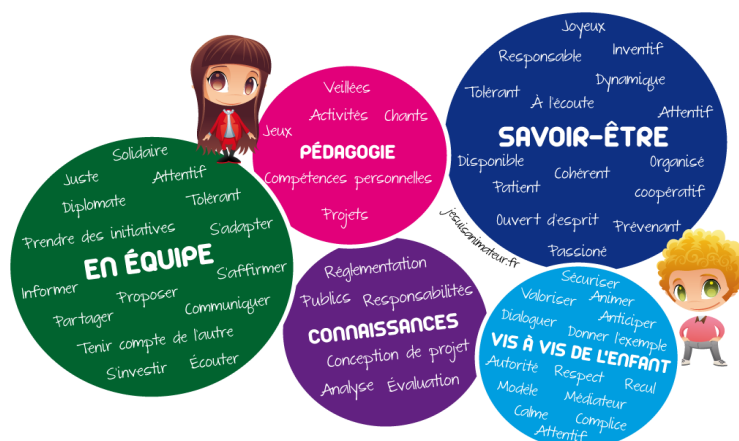 Solidaire
Juste
Attentif
Diplomate
Tolérant
Prendre des initiatives
S'adapter
EN ÉQUIPE
S'affirmer
Informer
Proposer
Communiquer
Partager
Tenir compte de l'autre
S'investir
Écouter
Veillées
Activités
Chants
Jeux
PÉDAGOGIE
Compétences personnelles
Projets
Joyeux
Responsable
Inventif
Dynamique
Tolérant
À l'écoute
Attentif
SAVOIR-ÊTRE
Disponible
Organisé
Cohérent
Patient
coopératif
Ouvert d'esprit
Prévenant
Passioné
jesuisanimateur.fr
Réglementation
Publics
Responsabilités
CONNAISSANCES
Conception de projet
Analyse
Évaluation
Sécuriser
Valoriser
Animer
Anticiper
Dialoguer
Donner l'exemple
VIS À VIS DE L'ENFANT
Autorité
Respect
Recul
Modèle
Médiateur
Calme
Complice
Attentif